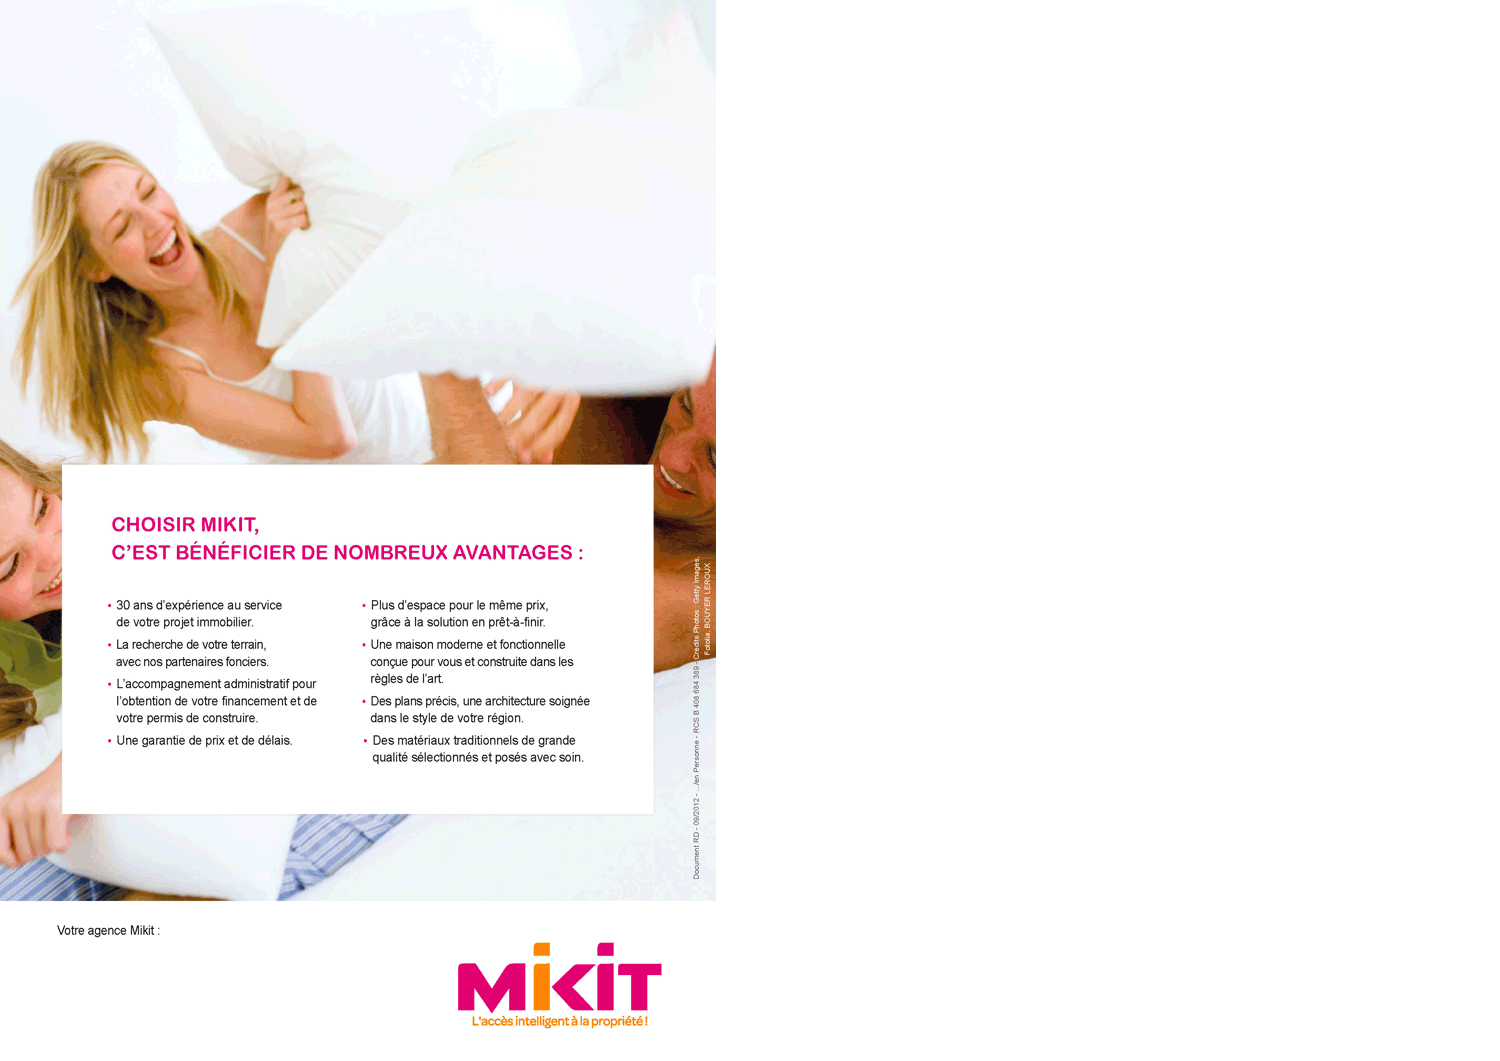 CHOISIR MIKIT,
C’EST BÉNÉFICIER DE NOMBREUX AVANTAGES :
• 30 ans d’expérience au service
de votre projet immobilier.
• La recherche de votre terrain,
avec nos partenaires fonciers.
• L’accompagnement administratif pour
l’obtention de votre financement et de
votre permis de construire.
• Une garantie de prix et de délais.
• Plus d’espace pour le même prix,
grâce à la solution en prêt-à-finir.
• Une maison moderne et fonctionnelle
conçue pour vous et construite dans les
règles de l’art.
• Des plans précis, une architecture soignée
dans le style de votre région.
• Des matériaux traditionnels de grande
qualité sélectionnés et posés avec soin.
Document RD - 09/2012 - .../en Personne - RCS B 408 684 389 - Crédits Photos : Getty Images,
Fotolia, BOUYER LEROUX
Votre agence Mikit :
MiKiT
L'accès intelligent à la propriété !